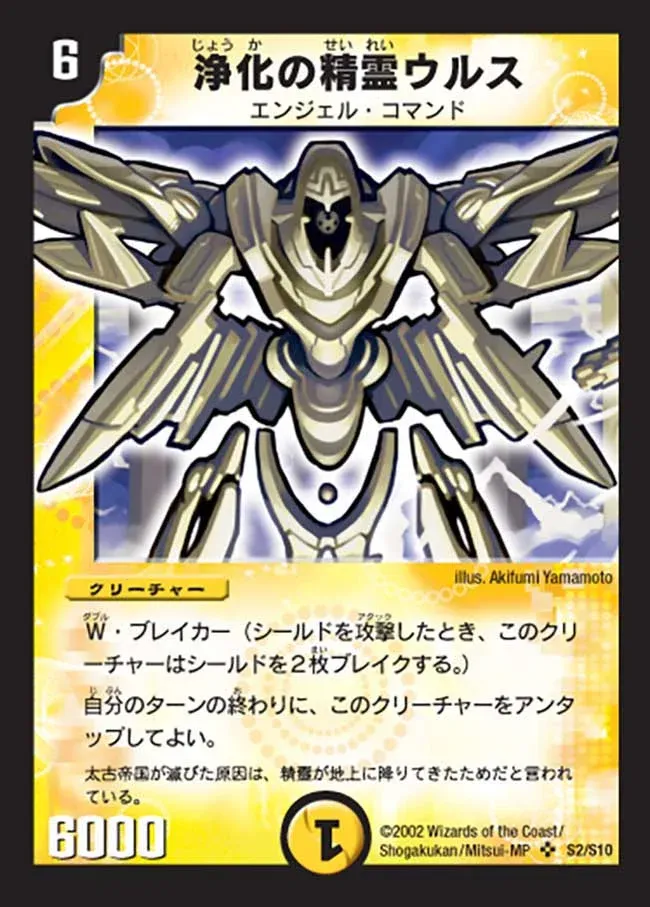 6
じょう か せい れい
浄化の精霊ウルス
エンジェル・コマンド
illus. Akifumi Yamamoto
クリーチャー
ダブル アタック
W・ブレイカー（シールドを攻撃したとき、このクリ
まい
ーチャーはシールドを2枚ブレイクする。）
じ ぶん お
自分のターンの終わりに、このクリーチャーをアンタ
ップしてよい。
太古帝国が滅びた原因は、精霊が地上に降りてきたためだと言われ
ている。
6000
1
©2002 Wizards of the Coast/
Shogakukan/Mitsui-MP S2/S10